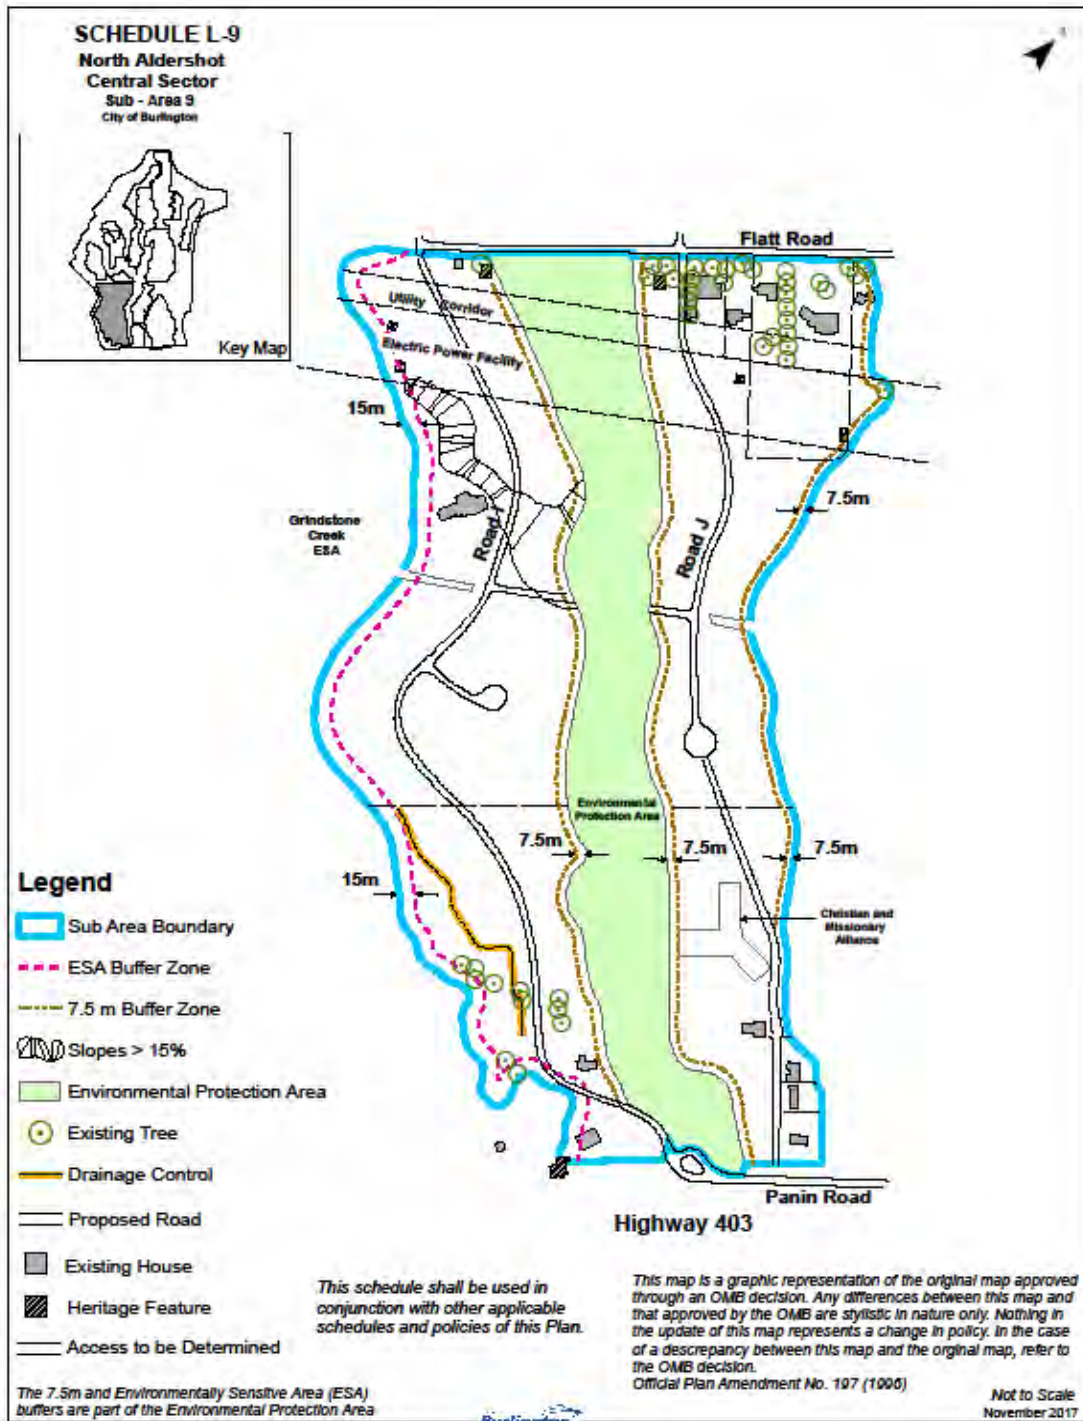 SCHEDULE L-9
North Aldershot
Central Sector
Sub - Area 9
City of Burlington
Key Map
Flatt Road
Utility Corridor
Electric Power Facility
15m
Grindstone
Creek
ESA
Road I
Road J
7.5m
Environmental
Protection Area
7.5m
7.5m
7.5m
15m
Christian and
Missionary
Alliance
Panin Road
Highway 403
Legend
Sub Area Boundary
ESA Buffer Zone
7.5 m Buffer Zone
Slopes > 15%
Environmental Protection Area
Existing Tree
Drainage Control
Proposed Road
Existing House
Heritage Feature
Access to be Determined
The 7.5m and Environmentally Sensitive Area (ESA)
buffers are part of the Environmental Protection Area
This schedule shall be used in
conjunction with other applicable
schedules and policies of this Plan.
This map is a graphic representation of the original map approved
through an OMB decision. Any differences between this map and
that approved by the OMB are stylistic in nature only. Nothing in
the update of this map represents a change in policy. In the case
of a descrepancy between this map and the orginal map, refer to
the OMB decision.
Official Plan Amendment No. 197 (1996)
Not to Scale
November 2017
Burlington